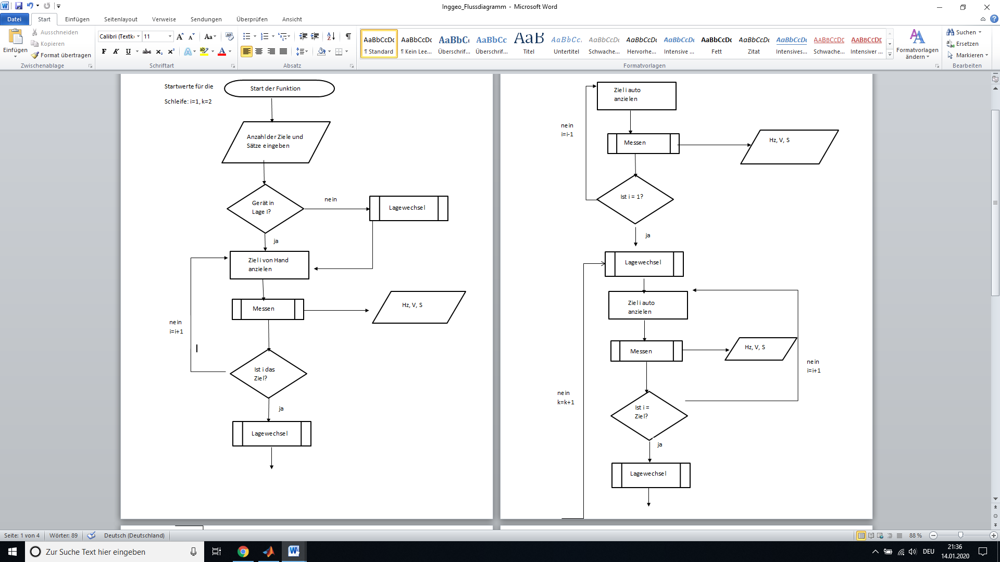 Inggeo_Flussdiagramm - Microsoft Word
Datei Start Einfügen Seitenlayout Verweise Sendungen Überprüfen Ansicht
Einfügen
Ausschneiden
Kopieren
Format übertragen
Zwischenablage
Calibri (Textk 11
F K U abc x₂ x²
Schriftart
Absatz
AaBbCcDc AaBbCcDc AaBbC AaBbCc AaB AaBbCc. AaBbCcDc AaBbCcDc AaBbCcDc AaBbCcDc AaBbCcDc AaBbCcDc AABBCCDC AABBCCDC
¶ Standard ¶ Kein Lee... Überschrif... Überschrif... Titel Untertitel Schwache... Hervorhe... Intensive ... Fett Zitat Intensives... Schwache... Intensiver ...
Formatvorlagen
Formatvorlagen
ändern
Suchen
Ersetzen
Markieren
Bearbeiten
Startwerte für die
Schleife: i=1, k=2
Start der Funktion
Anzahl der Ziele und
Sätze eingeben
Gerät in
Lage I?
nein
Lagewechsel
ja
Ziel i von Hand
anzielen
Messen
Hz, V, S
nein
i=i+1
Ist i das
Ziel?
ja
Lagewechsel
Ziel i auto
anzielen
nein
i=i-1
Messen
Hz, V, S
Ist i = 1?
ja
Lagewechsel
Ziel i auto
anzielen
Messen
Hz, V, S
nein
i=i+1
nein
k=k+1
Ist i =
Ziel?
ja
Lagewechsel
Seite: 1 von 4 Wörter: 89 Deutsch (Deutschland) 88 %
Zur Suche Text hier eingeben
DEU
21:36
14.01.2020